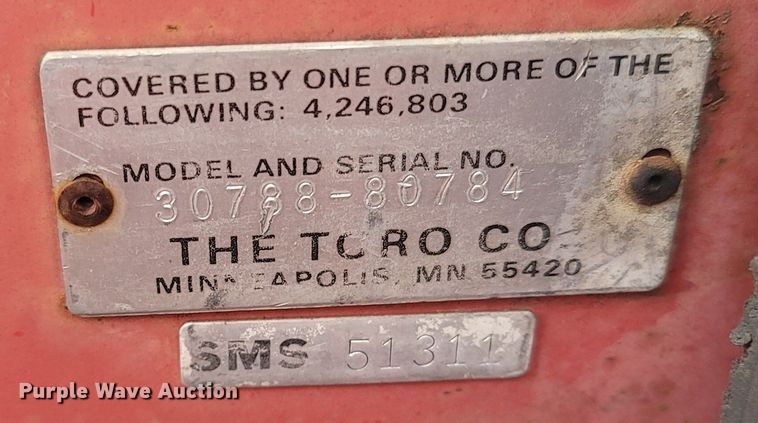 COVERED BY ONE OR MORE OF THE
FOLLOWING: 4,246,803
MODEL AND SERIAL NO.
30788-80784
THE TORO CO
MINNEAPOLIS, MN 55420
SMS 51311
Purple Wave Auction